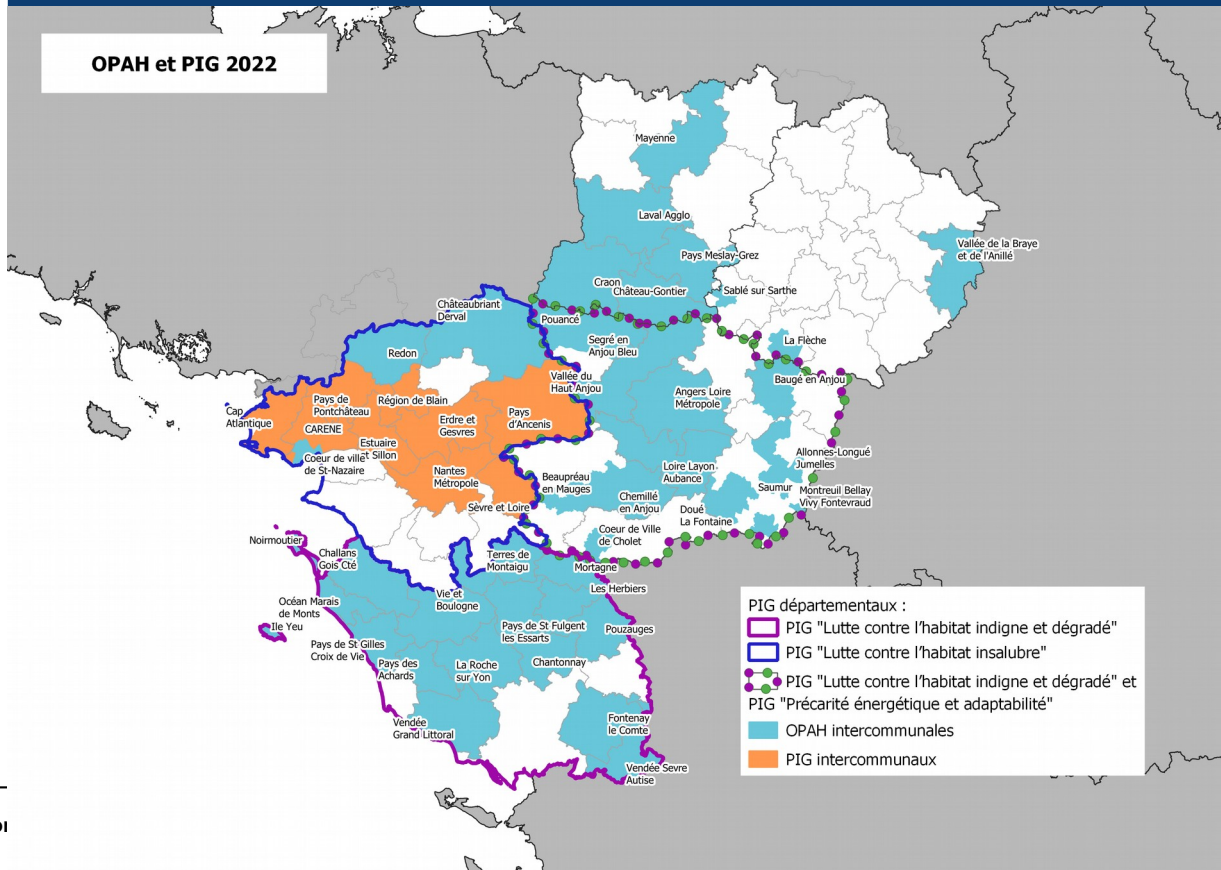 OPAH et PIG 2022
Mayenne
Laval Agglo
Pays Meslay-Grez
Vallée de la Braye
et de l'Anillé
Craon
Château-Gontier
Sablé sur Sarthe
Châteaubriant
Derval
Pouancé
La Flèche
Segré en
Anjou Bleu
Redon
Vallée du
Haut Anjou
Baugé en Anjou
Angers Loire
Métropole
Pays de
Pontchâteau
Région de Blain
Cap
Atlantique
Pays
d'Ancenis
CARENE
Erdre et
Gesvres
Estuaire
et Sillon
Coeur de ville
de St-Nazaire
Allonnes-Longué
Jumelles
Nantes
Métropole
Beaupréau
en Mauges
Loire Layon
Aubance
Saumur
Montreuil Bellay
Vivy Fontevraud
Chemillé
en Anjou
Sèvre et Loire
Doué
La Fontaine
Coeur de Ville
de Cholet
Noirmoutier
Challans
Gois Cté
Terres de
Montaigu
Mortagne
Les Herbiers
Vie et
Boulogne
Océan Marais
de Monts
Ile Yeu
Pays de St Fulgent
les Essarts
Pouzauges
Pays de St Gilles
Croix de Vie
Pays des
Achards
La Roche
sur Yon
Chantonnay
Vendée
Grand Littoral
Fontenay
le Comte
Vendée Sevre
Autise
PIG départementaux :
PIG "Lutte contre l'habitat indigne et dégradé"
PIG "Lutte contre l'habitat insalubre"
PIG "Lutte contre l'habitat indigne et dégradé" et
PIG "Précarité énergétique et adaptabilité"
OPAH intercommunales
PIG intercommunaux